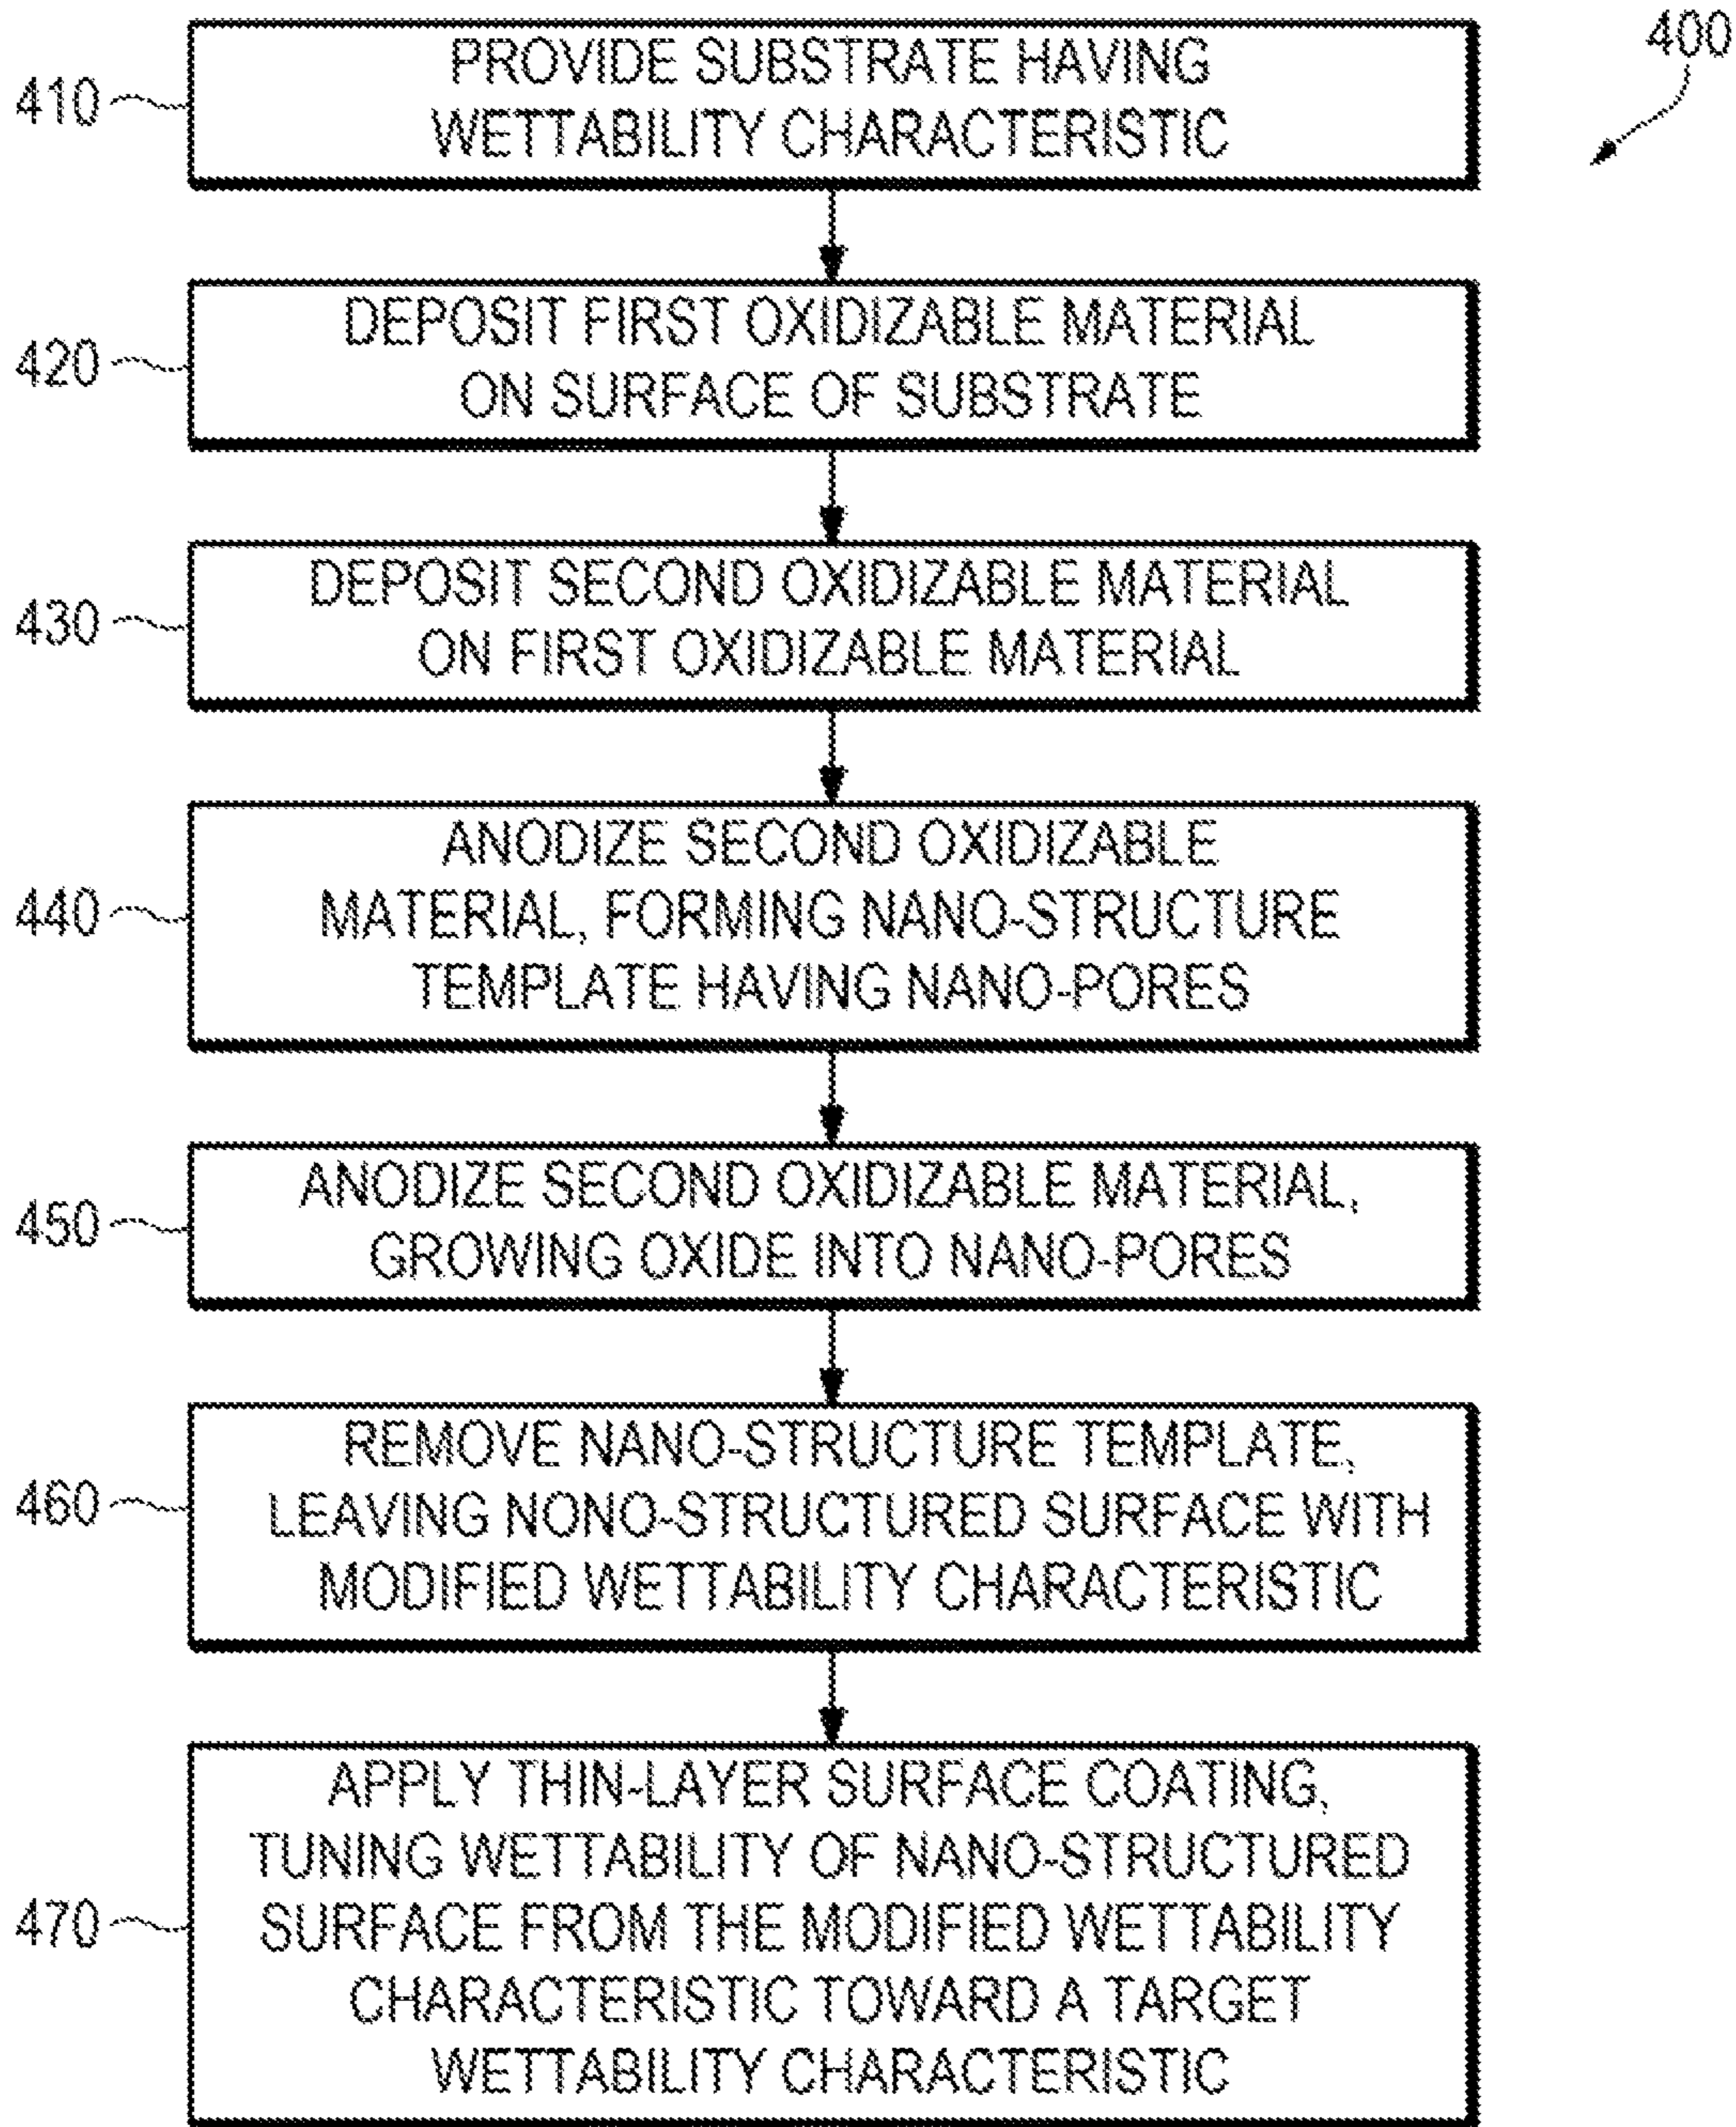 400
410
PROVIDE SUBSTRATE HAVING
WETTABILITY CHARACTERISTIC
420
DEPOSIT FIRST OXIDIZABLE MATERIAL
ON SURFACE OF SUBSTRATE
430
DEPOSIT SECOND OXIDIZABLE MATERIAL
ON FIRST OXIDIZABLE MATERIAL
440
ANODIZE SECOND OXIDIZABLE
MATERIAL, FORMING NANO-STRUCTURE
TEMPLATE HAVING NANO-PORES
450
ANODIZE SECOND OXIDIZABLE MATERIAL,
GROWING OXIDE INTO NANO-PORES
460
REMOVE NANO-STRUCTURE TEMPLATE,
LEAVING NONO-STRUCTURED SURFACE WITH
MODIFIED WETTABILITY CHARACTERISTIC
470
APPLY THIN-LAYER SURFACE COATING,
TUNING WETTABILITY OF NANO-STRUCTURED
SURFACE FROM THE MODIFIED WETTABILITY
CHARACTERISTIC TOWARD A TARGET
WETTABILITY CHARACTERISTIC